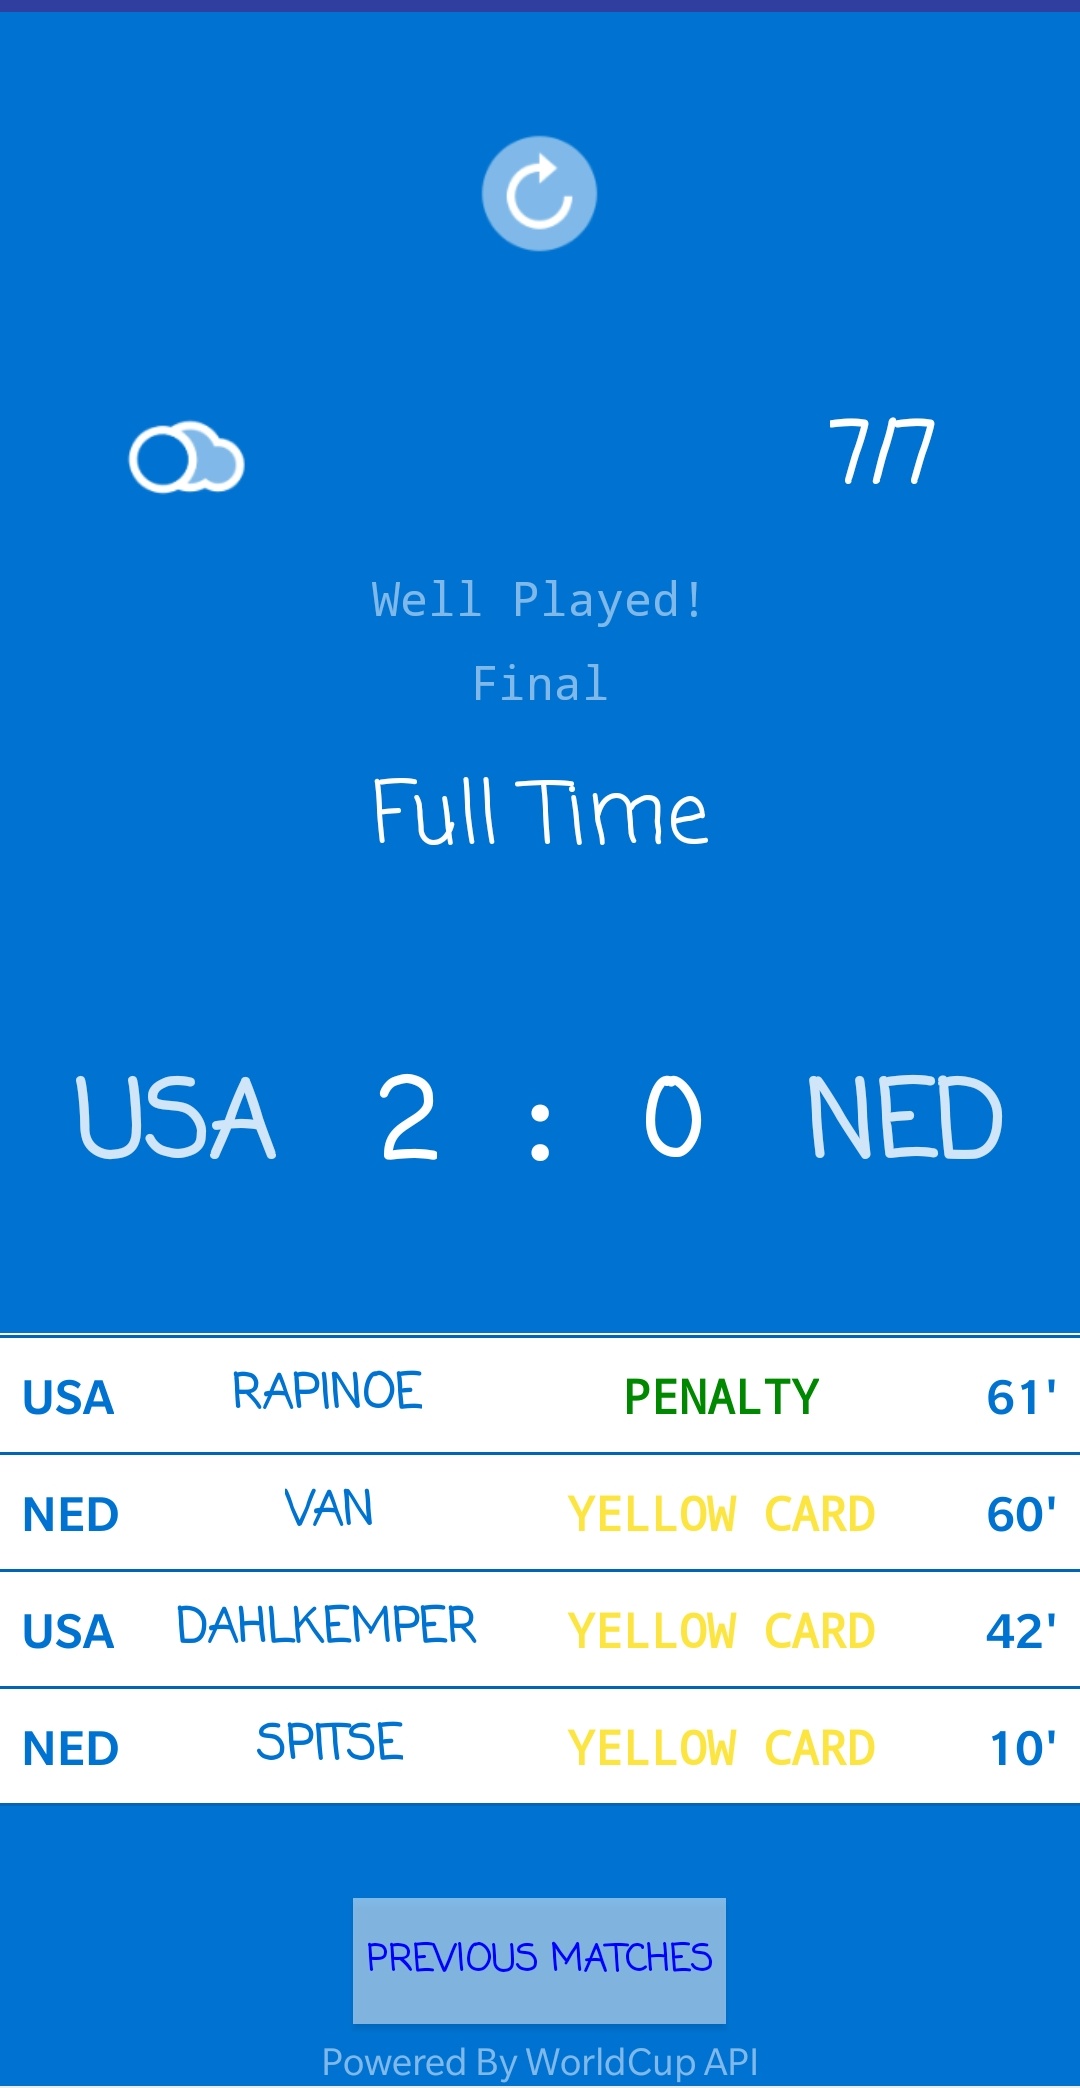 7/7
Well Played!
Final
Full Time
USA 2 : 0 NED
USA RAPINOE PENALTY 61'
NED VAN YELLOW CARD 60'
USA DAHLKEMPER YELLOW CARD 42'
NED SPITSE YELLOW CARD 10'
PREVIOUS MATCHES
Powered By WorldCup API